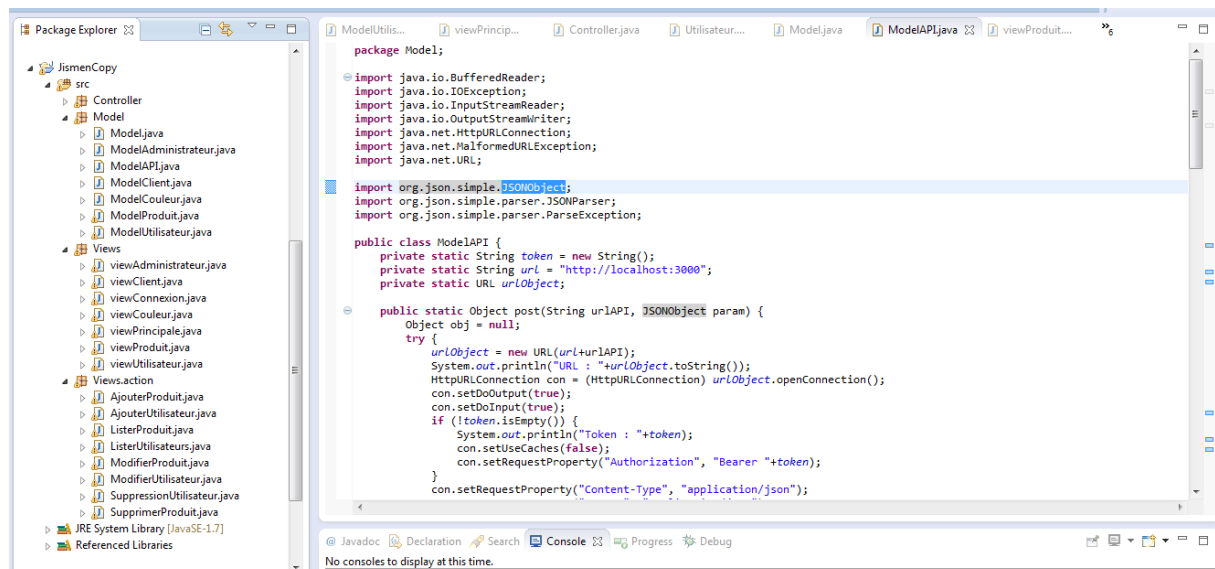 Package Explorer
JismenCopy
src
Controller
Model
Model.java
ModelAdministrateur.java
ModelAPI.java
ModelClient.java
ModelCouleur.java
ModelProduit.java
ModelUtilisateur.java
Views
viewAdministrateur.java
viewClient.java
viewConnexion.java
viewCouleur.java
viewPrincipale.java
viewProduit.java
viewUtilisateur.java
Views.action
AjouterProduit.java
AjouterUtilisateur.java
ListerProduit.java
ListerUtilisateurs.java
ModifierProduit.java
ModifierUtilisateur.java
SuppressionUtilisateur.java
SupprimerProduit.java
JRE System Library [JavaSE-1.7]
Referenced Libraries
ModelUtilis... viewPrincip... Controller.java Utilisateur.... Model.java ModelAPI.java viewProduit.... »6
package Model;
import java.io.BufferedReader;
import java.io.IOException;
import java.io.InputStreamReader;
import java.io.OutputStreamWriter;
import java.net.HttpURLConnection;
import java.net.MalformedURLException;
import java.net.URL;
import org.json.simple.JSONObject;
import org.json.simple.parser.JSONParser;
import org.json.simple.parser.ParseException;
public class ModelAPI {
private static String token = new String();
private static String url = "http://localhost:3000";
private static URL urlObject;
public static Object post(String urlAPI, JSONObject param) {
Object obj = null;
try {
urlObject = new URL(url+urlAPI);
System.out.println("URL : "+urlObject.toString());
HttpURLConnection con = (HttpURLConnection) urlObject.openConnection();
con.setDoOutput(true);
con.setDoInput(true);
if (!token.isEmpty()) {
System.out.println("Token : "+token);
con.setUseCaches(false);
con.setRequestProperty("Authorization", "Bearer "+token);
}
con.setRequestProperty("Content-Type", "application/json");
@ Javadoc Declaration Search Console Progress Debug
No consoles to display at this time.